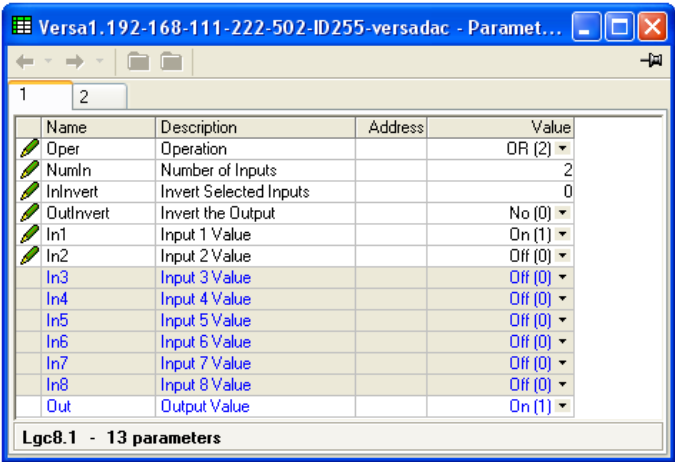 Versa1.192-168-111-222-502-ID255-versadac - Paramet...
1 2
Name Description Address Value
Oper Operation OR (2)
NumIn Number of Inputs 2
InInvert Invert Selected Inputs 0
OutInvert Invert the Output No (0)
In1 Input 1 Value On (1)
In2 Input 2 Value Off (0)
In3 Input 3 Value Off (0)
In4 Input 4 Value Off (0)
In5 Input 5 Value Off (0)
In6 Input 6 Value Off (0)
In7 Input 7 Value Off (0)
In8 Input 8 Value Off (0)
Out Output Value On (1)
Lgc8.1 - 13 parameters